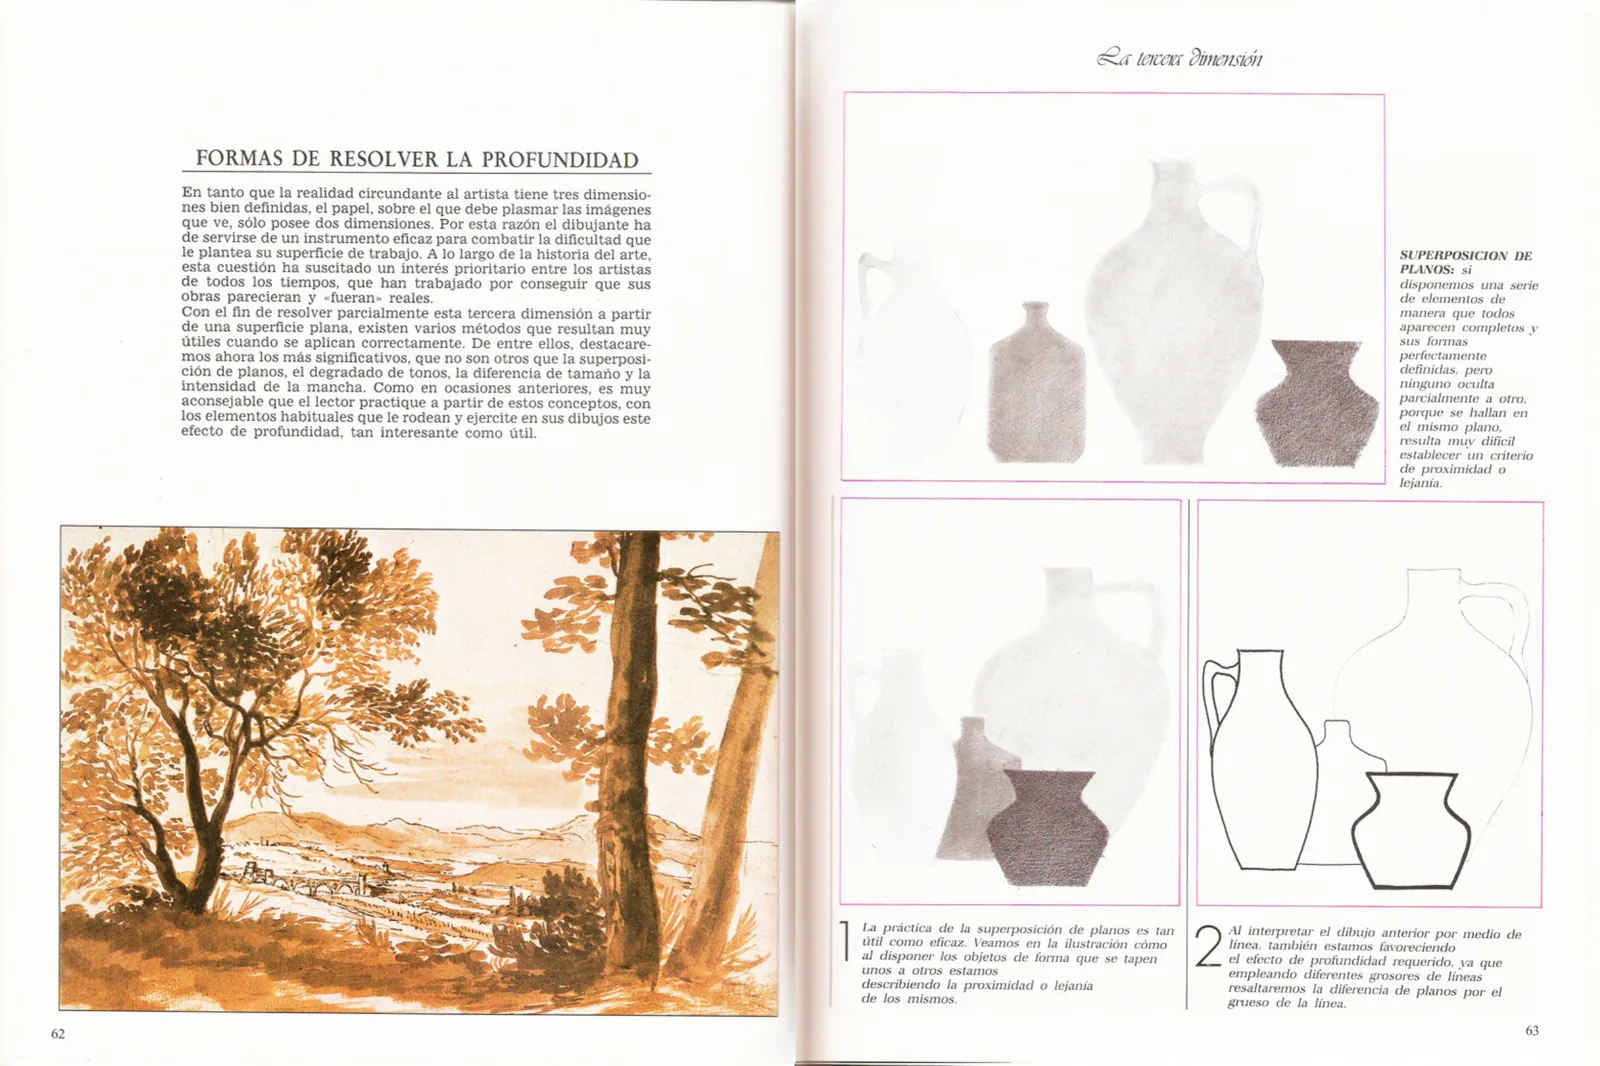 FORMAS DE RESOLVER LA PROFUNDIDAD
En tanto que la realidad circundante al artista tiene tres dimensio-
nes bien definidas, el papel, sobre el que debe plasmar las imágenes
que ve, sólo posee dos dimensiones. Por esta razón el dibujante ha
de servirse de un instrumento eficaz para combatir la dificultad que
le plantea su superficie de trabajo. A lo largo de la historia del arte,
esta cuestión ha suscitado un interés prioritario entre los artistas
de todos los tiempos, que han trabajado por conseguir que sus
obras parecieran y «fueran» reales.
Con el fin de resolver parcialmente esta tercera dimensión a partir
de una superficie plana, existen varios métodos que resultan muy
útiles cuando se aplican correctamente. De entre ellos, destacare-
mos ahora los más significativos, que no son otros que la superposi-
ción de planos, el degradado de tonos, la diferencia de tamaño y la
intensidad de la mancha. Como en ocasiones anteriores, es muy
aconsejable que el lector practique a partir de estos conceptos, con
los elementos habituales que le rodean y ejercite en sus dibujos este
efecto de profundidad, tan interesante como útil.
62
La tercera dimensión
SUPERPOSICION DE
PLANOS: si
disponemos una serie
de elementos de
manera que todos
aparecen completos y
sus formas
perfectamente
definidas, pero
ninguno oculta
parcialmente a otro,
porque se hallan en
el mismo plano,
resulta muy difícil
establecer un criterio
de proximidad o
lejanía.
1 La práctica de la superposición de planos es tan
útil como eficaz. Veamos en la ilustración cómo
al disponer los objetos de forma que se tapen
unos a otros estamos
describiendo la proximidad o lejanía
de los mismos.
2 Al interpretar el dibujo anterior por medio de
línea, también estamos favoreciendo
el efecto de profundidad requerido, ya que
empleando diferentes grosores de líneas
resaltaremos la diferencia de planos por el
grueso de la línea.
63